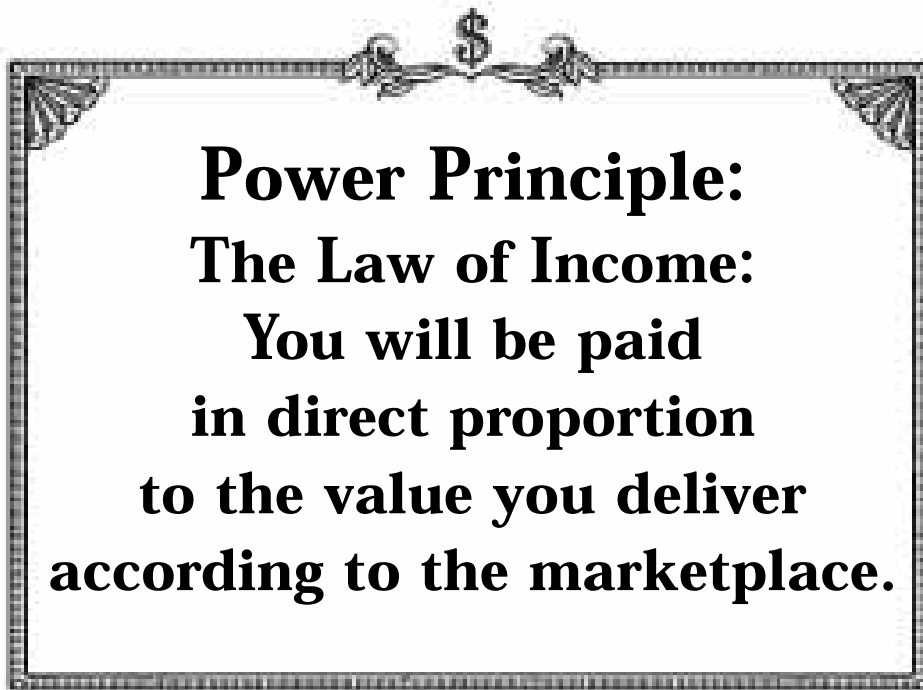 $
Power Principle:
The Law of Income:
You will be paid
in direct proportion
to the value you deliver
according to the marketplace.